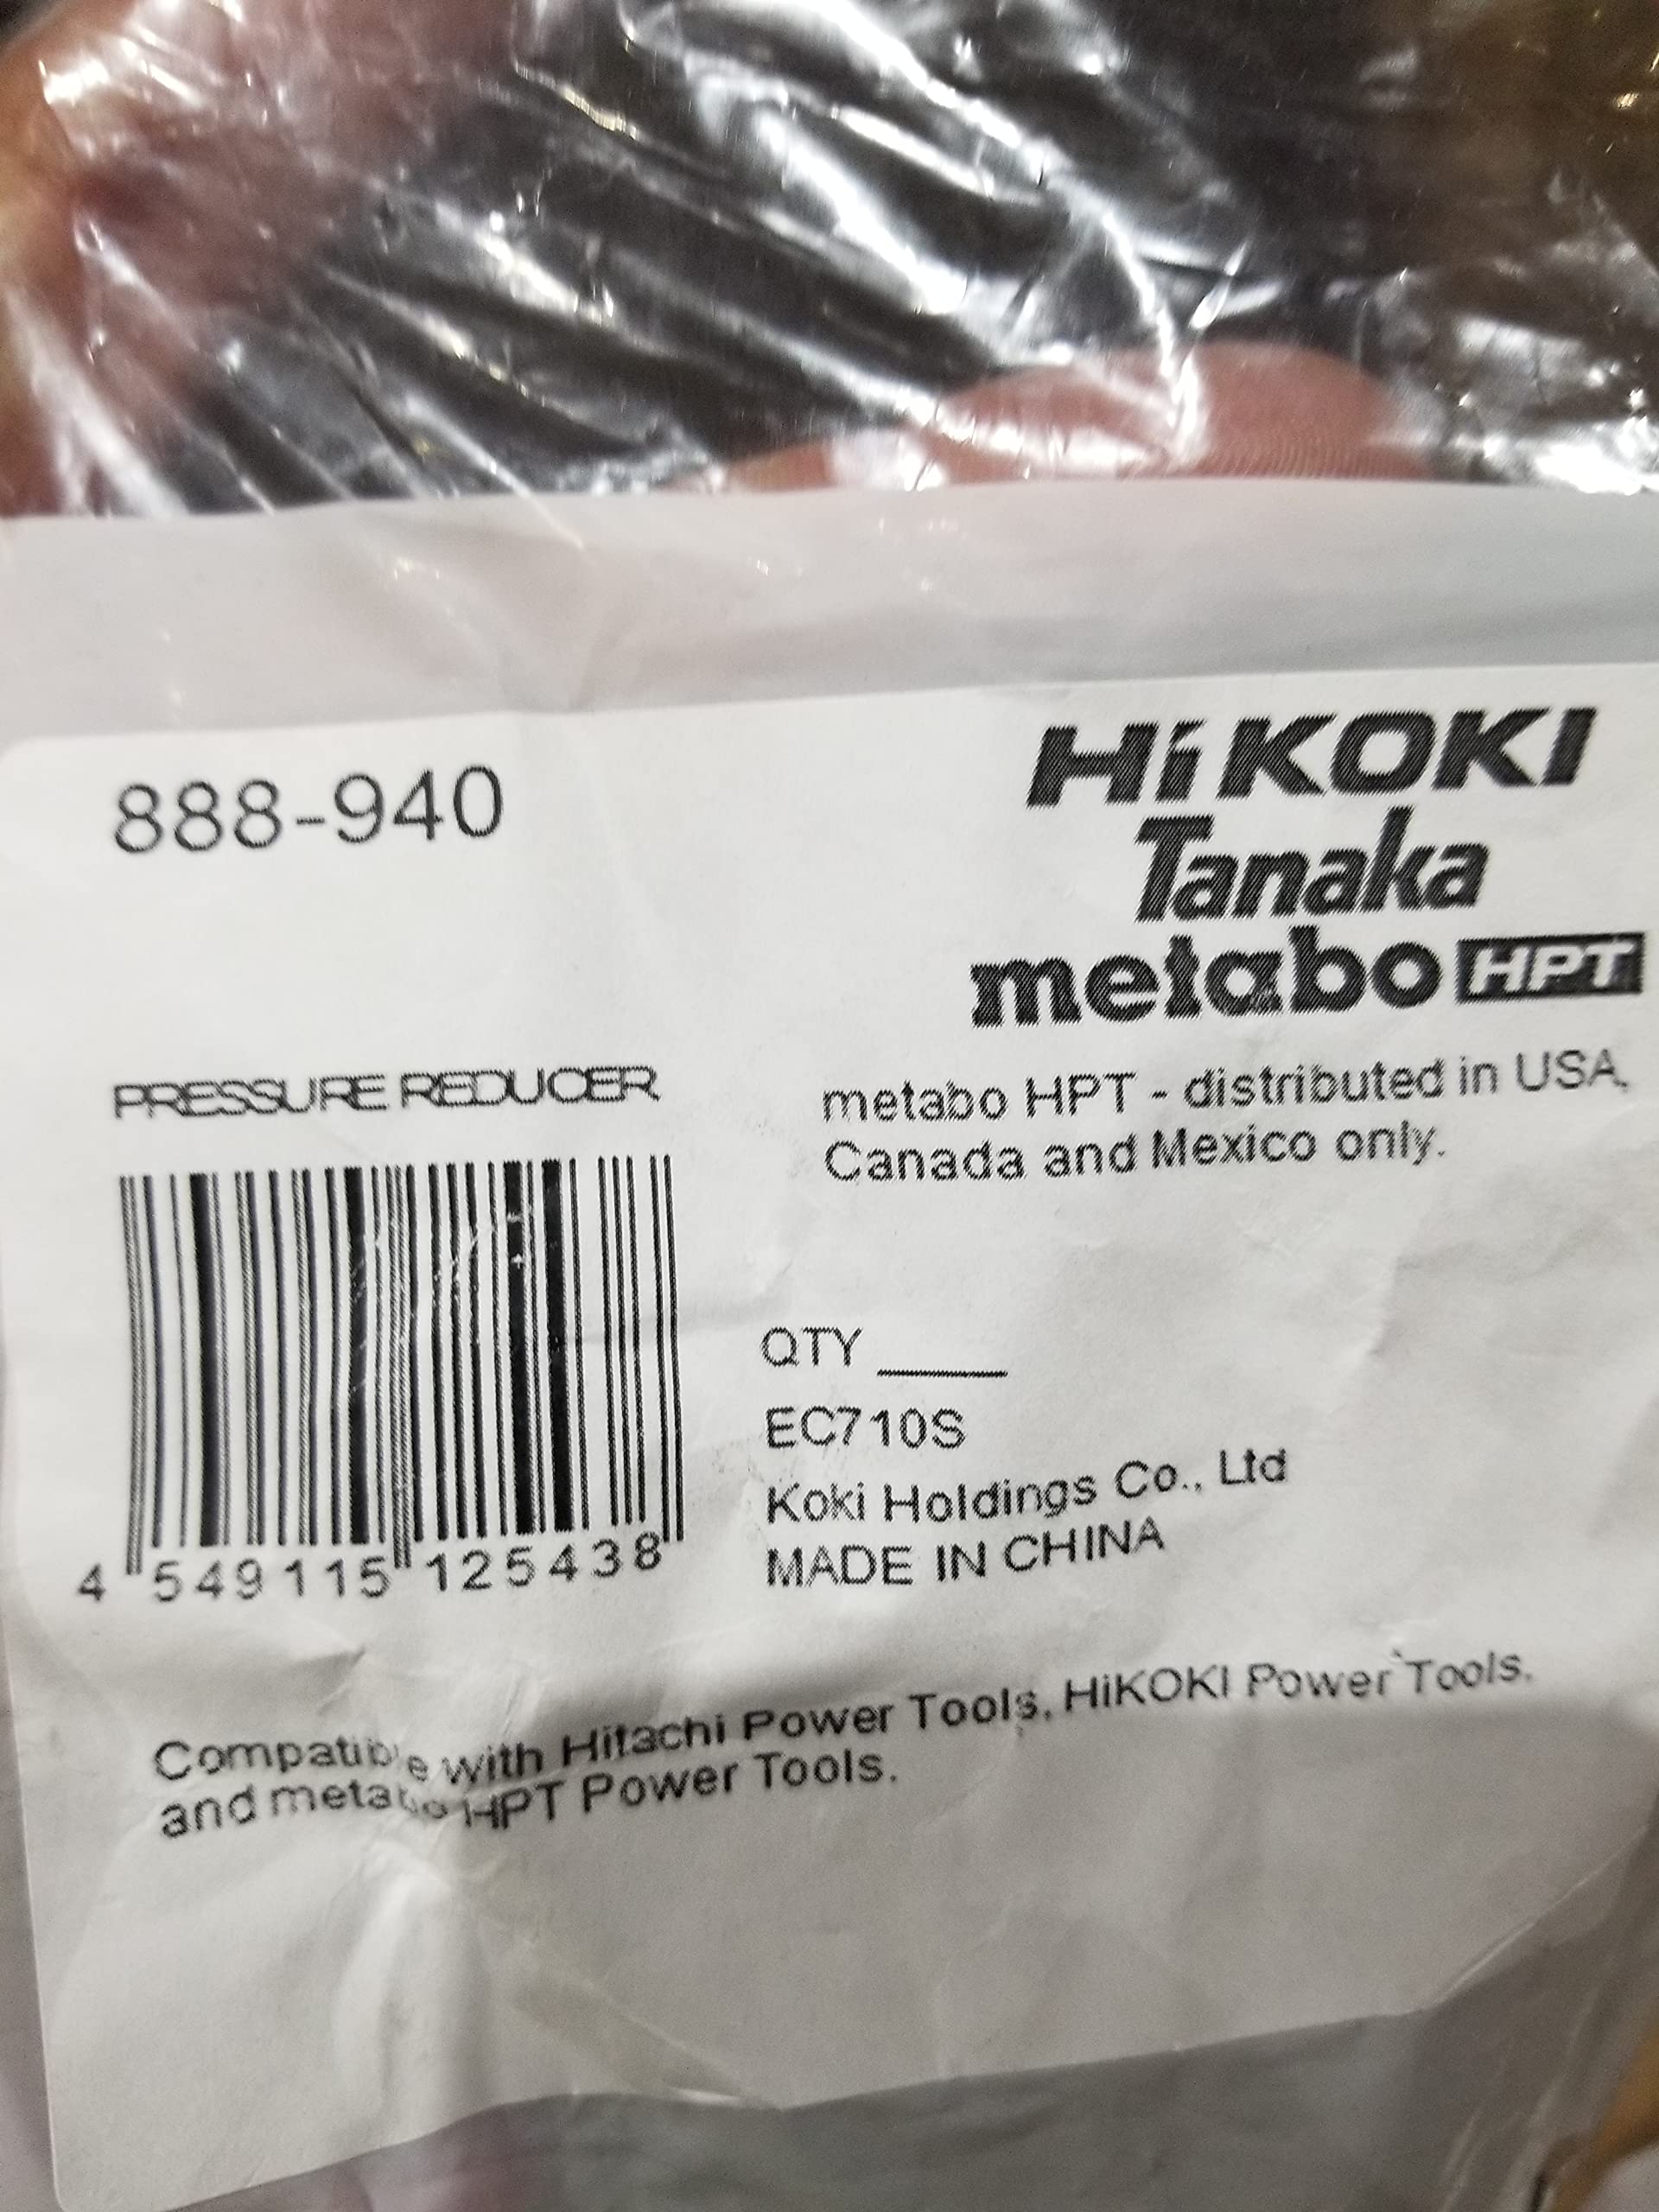 888-940
HiKOKI
Tanaka
metabo HPT
PRESSURE REDUCER
metabo HPT - distributed in USA,
Canada and Mexico only.
QTY ____
EC710S
Koki Holdings Co., Ltd
MADE IN CHINA
4 549115 125438
Compatible with Hitachi Power Tools, HiKOKI Power Tools.
and metabo HPT Power Tools.